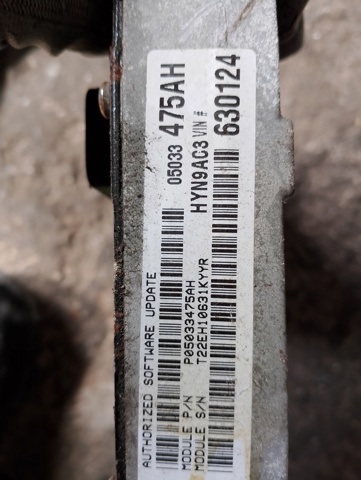 05033 475AH
HYN9AC3 VIN # 630124
AUTHORIZED SOFTWARE UPDATE
MODULE P/N P05033475AH
MODULE S/N T22EH10631KYYR